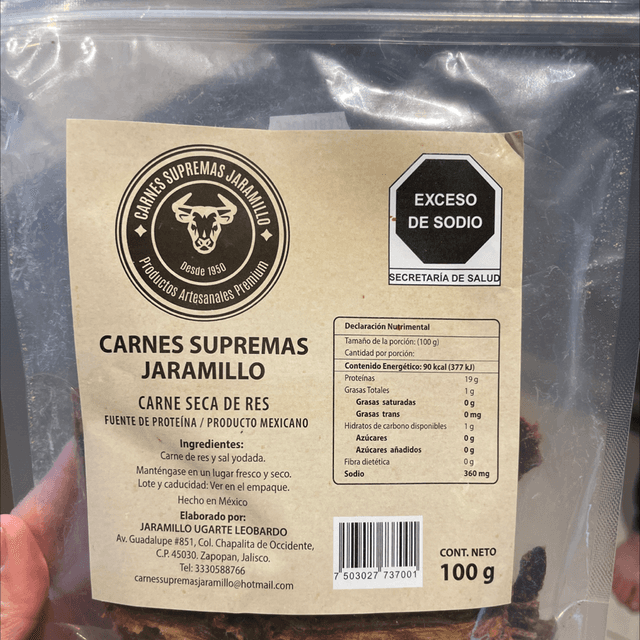 CARNES SUPREMAS JARAMILLO
Desde 1950
Productos Artesanales Premium
EXCESO
DE SODIO
SECRETARÍA DE SALUD
CARNES SUPREMAS
JARAMILLO
CARNE SECA DE RES
FUENTE DE PROTEÍNA / PRODUCTO MEXICANO
Ingredientes:
Carne de res y sal yodada.
Manténgase en un lugar fresco y seco.
Lote y caducidad: Ver en el empaque.
Hecho en México
Elaborado por:
JARAMILLO UGARTE LEOBARDO
Av. Guadalupe #851, Col. Chapalita de Occidente,
C.P. 45030. Zapopan, Jalisco.
Tel: 3330588766
carnessupremasjaramillo@hotmail.com
Declaración Nutrimental
Tamaño de la porción: (100 g)
Cantidad por porción:
Contenido Energético: 90 kcal (377 kJ)
Proteínas 19 g
Grasas Totales 1 g
Grasas saturadas 0 g
Grasas trans 0 mg
Hidratos de carbono disponibles 1 g
Azúcares 0 g
Azúcares añadidos 0 g
Fibra dietética 0 g
Sodio 360 mg
7 503027 737001
CONT. NETO
100 g